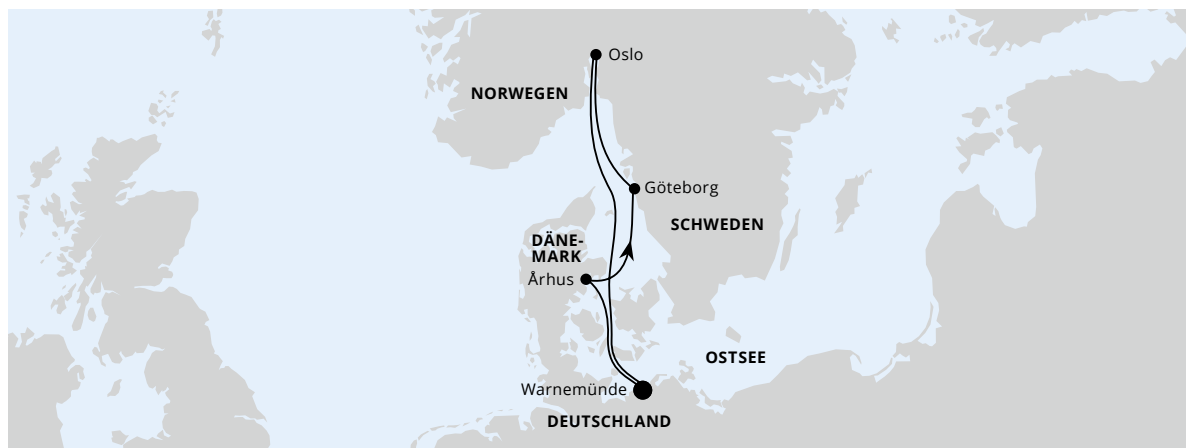 Oslo
NORWEGEN
Göteborg
SCHWEDEN
DÄNE-
MARK
Århus
OSTSEE
Warnemünde
DEUTSCHLAND